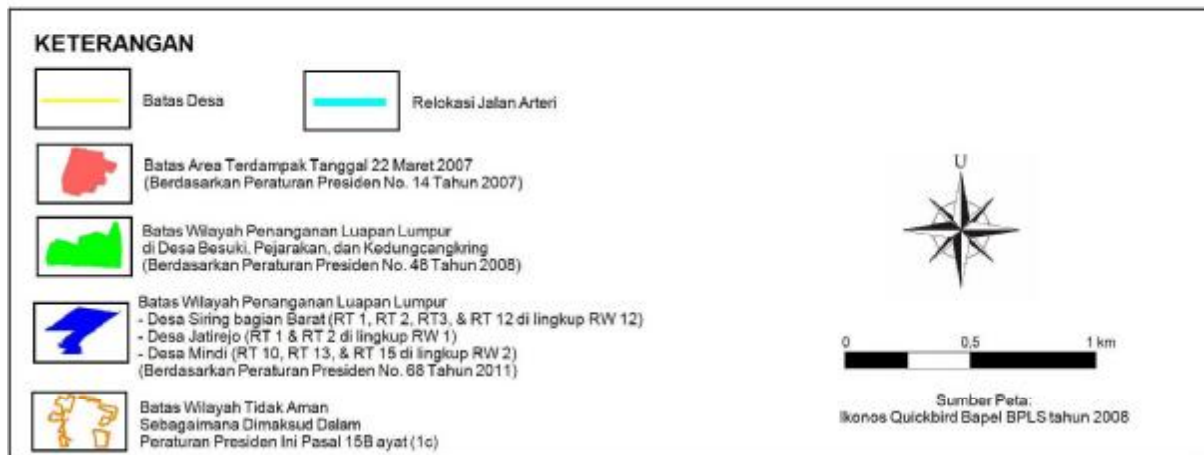 KETERANGAN
Batas Desa
Relokasi Jalan Arteri
Batas Area Terdampak Tanggal 22 Maret 2007
(Berdasarkan Peraturan Presiden No. 14 Tahun 2007)
Batas Wilayah Penanganan Luapan Lumpur
di Desa Besuki, Pejarakan, dan Kedungcangkring
(Berdasarkan Peraturan Presiden No. 48 Tahun 2008)
Batas Wilayah Penanganan Luapan Lumpur
- Desa Siring bagian Barat (RT 1, RT 2, RT3, & RT 12 di lingkup RW 12)
- Desa Jatirejo (RT 1 & RT 2 di lingkup RW 1)
- Desa Mindi (RT 10, RT 13, & RT 15 di lingkup RW 2)
(Berdasarkan Peraturan Presiden No. 68 Tahun 2011)
Batas Wilayah Tidak Aman
Sebagaimana Dimaksud Dalam
Peraturan Presiden Ini Pasal 15B ayat (1c)
U
0 0,5 1 km
Sumber Peta:
Ikonos Quickbird Bapel BPLS tahun 2008